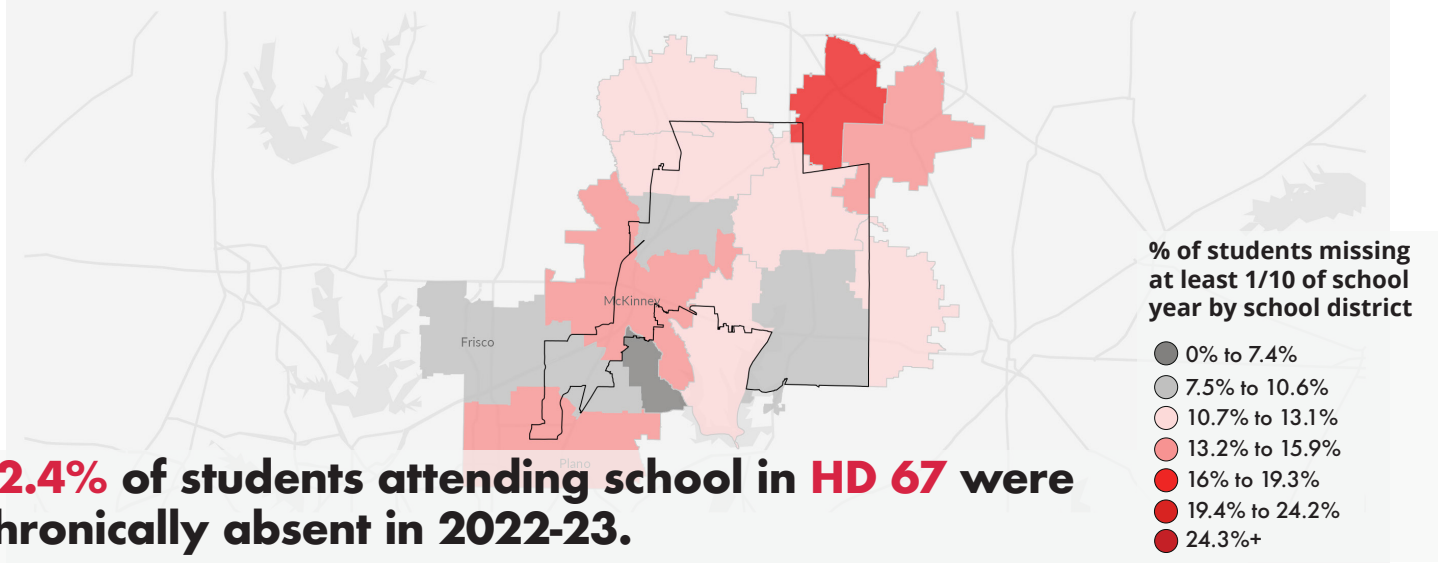 % of students missing
at least 1/10 of school
year by school district
0% to 7.4%
7.5% to 10.6%
10.7% to 13.1%
13.2% to 15.9%
16% to 19.3%
19.4% to 24.2%
24.3%+
McKinney
Frisco
Plano
2.4% of students attending school in HD 67 were
hronically absent in 2022-23.